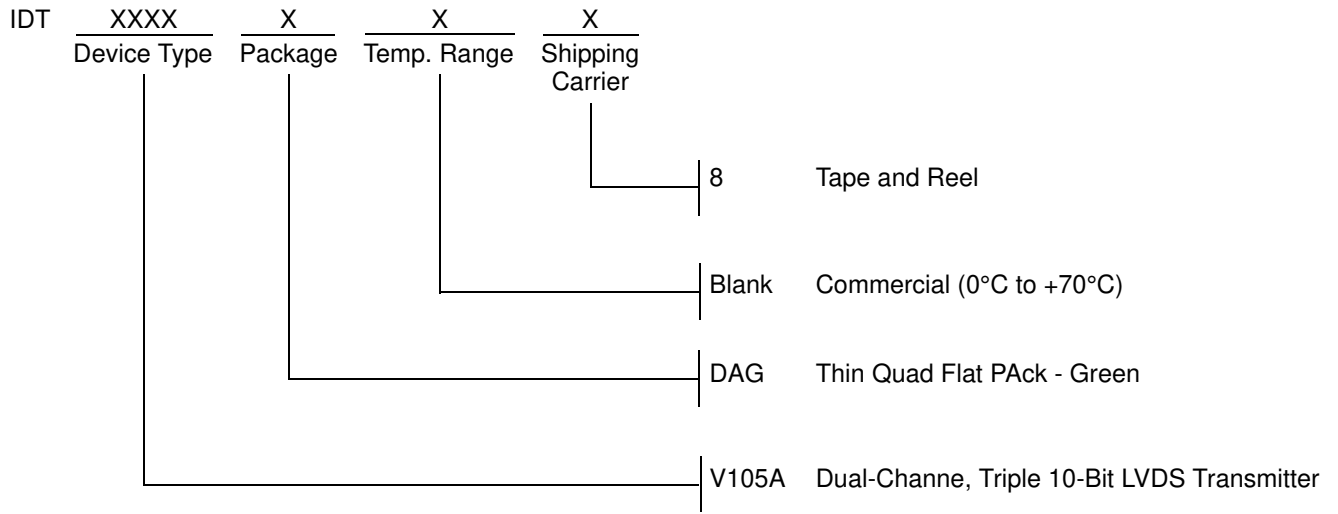 IDT XXXX X X X
Device Type Package Temp. Range Shipping
Carrier
8 Tape and Reel
Blank Commercial (0°C to +70°C)
DAG Thin Quad Flat PAck - Green
V105A Dual-Channe, Triple 10-Bit LVDS Transmitter